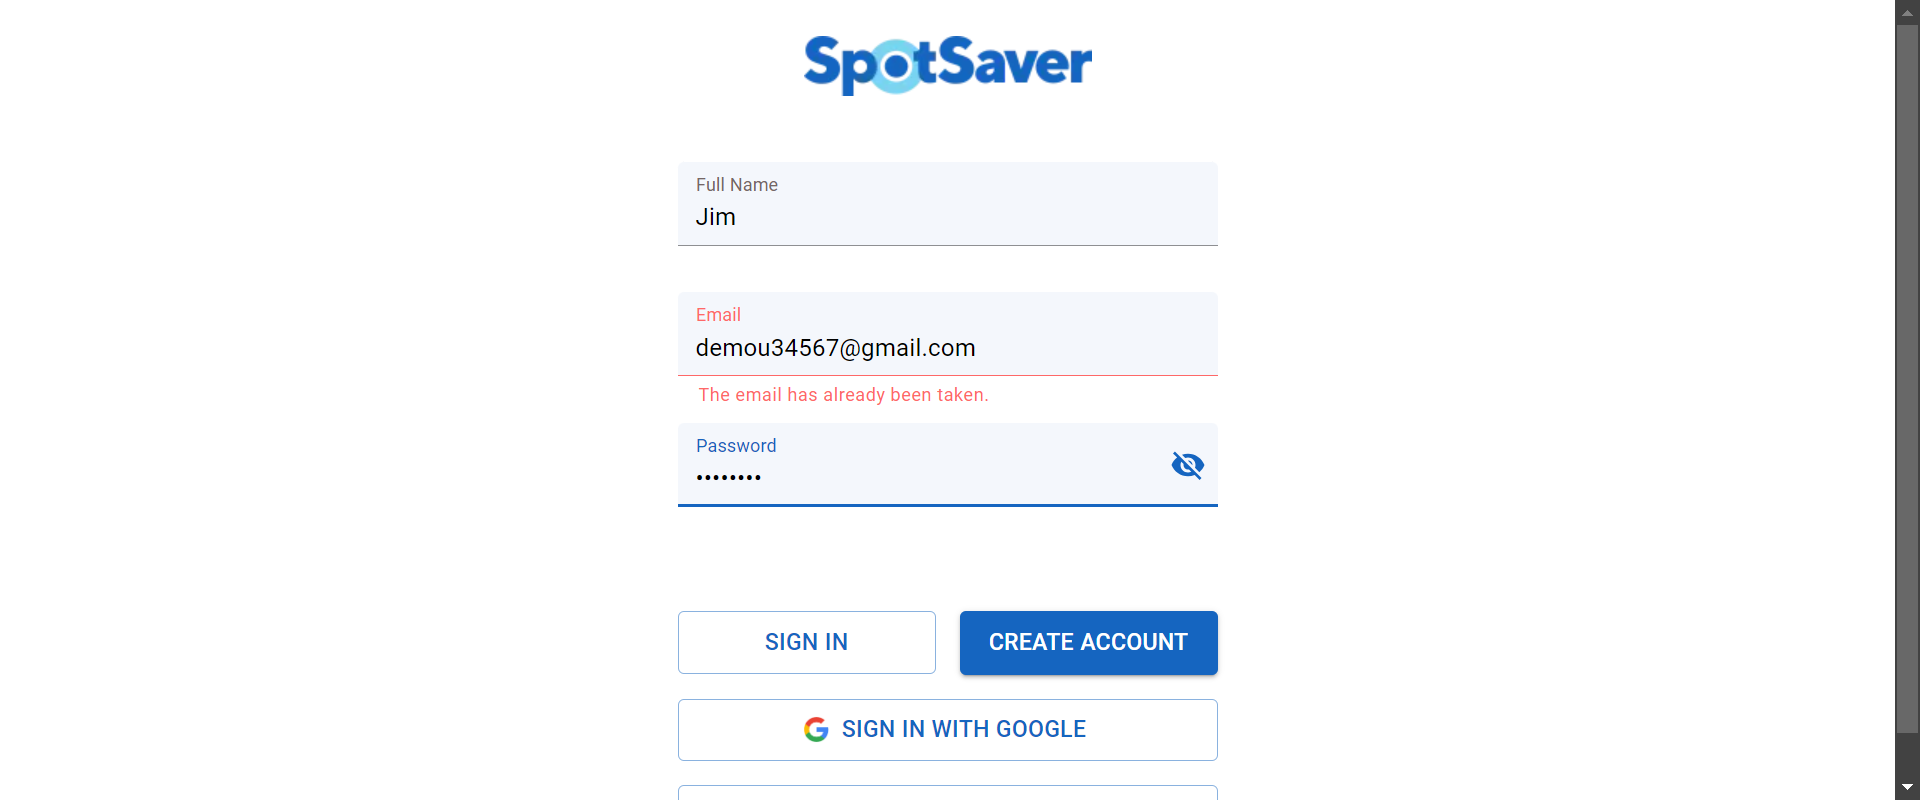 SpotSaver
Full Name
Jim
Email
demou34567@gmail.com
The email has already been taken.
Password
••••••••
SIGN IN
CREATE ACCOUNT
SIGN IN WITH GOOGLE